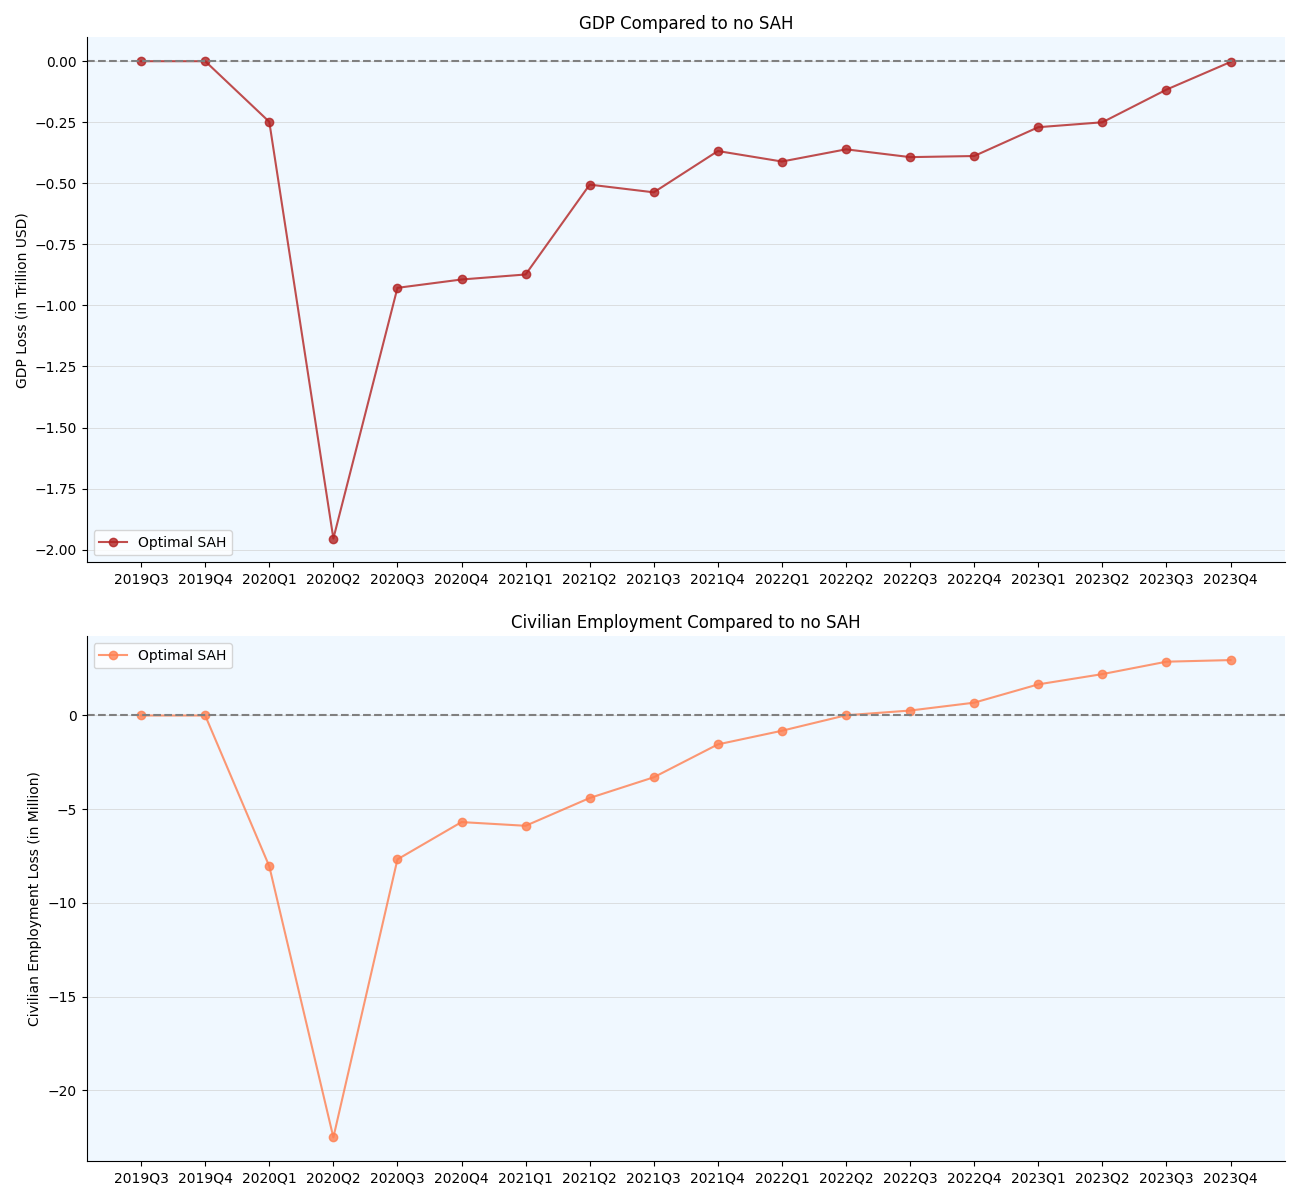 GDP Compared to no SAH
GDP Loss (in Trillion USD)
0.00
−0.25
−0.50
−0.75
−1.00
−1.25
−1.50
−1.75
−2.00
Optimal SAH
2019Q3 2019Q4 2020Q1 2020Q2 2020Q3 2020Q4 2021Q1 2021Q2 2021Q3 2021Q4 2022Q1 2022Q2 2022Q3 2022Q4 2023Q1 2023Q2 2023Q3 2023Q4
Civilian Employment Compared to no SAH
Optimal SAH
Civilian Employment Loss (in Million)
0
−5
−10
−15
−20
2019Q3 2019Q4 2020Q1 2020Q2 2020Q3 2020Q4 2021Q1 2021Q2 2021Q3 2021Q4 2022Q1 2022Q2 2022Q3 2022Q4 2023Q1 2023Q2 2023Q3 2023Q4